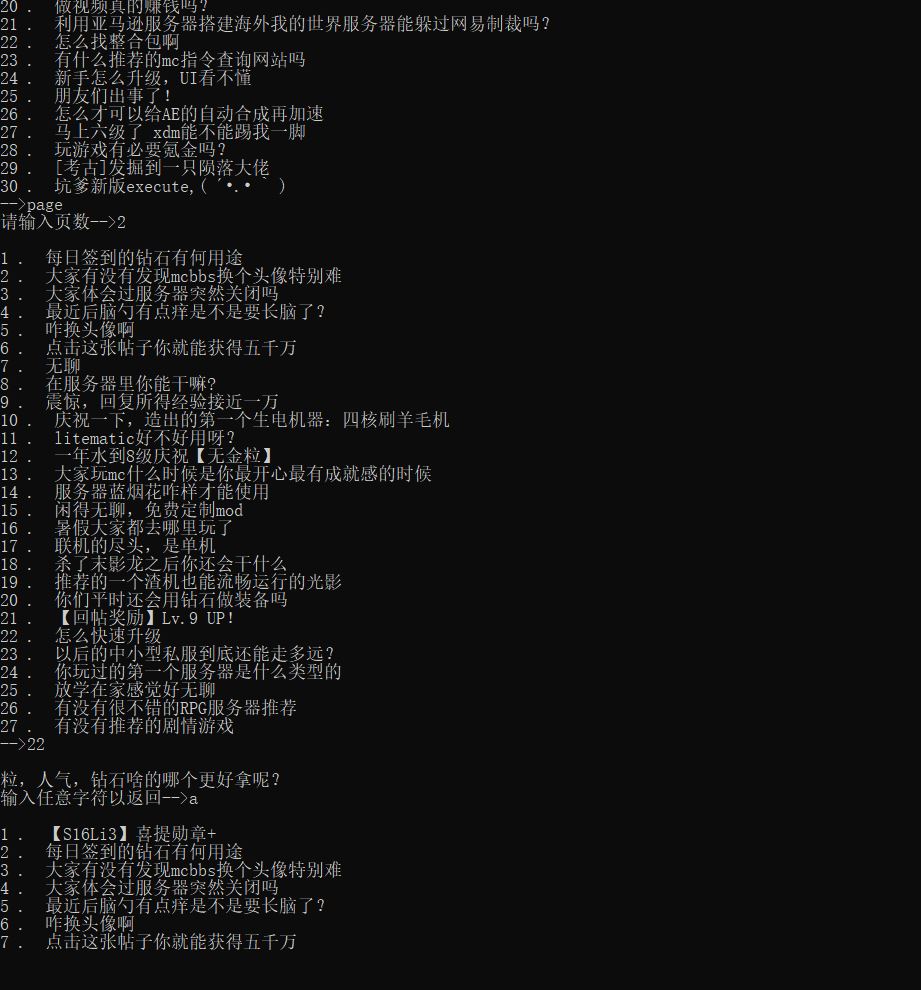 20 .  做视频真的赚钱吗？
21 .  利用亚马逊服务器搭建海外我的世界服务器能躲过网易制裁吗？
22 .  怎么找整合包啊
23 .  有什么推荐的mc指令查询网站吗
24 .  新手怎么升级，UI看不懂
25 .  朋友们出事了！
26 .  怎么才可以给AE的自动合成再加速
27 .  马上六级了 xdm能不能踢我一脚
28 .  玩游戏有必要氪金吗？
29 .  [考古]发掘到一只陨落大佬
30 .  坑爹新版execute,( ´•.•｀ )
-->page
请输入页数-->2
1 .  每日签到的钻石有何用途
2 .  大家有没有发现mcbbs换个头像特别难
3 .  大家体会过服务器突然关闭吗
4 .  最近后脑勺有点痒是不是要长脑了？
5 .  咋换头像啊
6 .  点击这张帖子你就能获得五千万
7 .  无聊
8 .  在服务器里你能干嘛?
9 .  震惊，回复所得经验接近一万
10 .  庆祝一下，造出的第一个生电机器：四核刷羊毛机
11 .  litematic好不好用呀？
12 .  一年水到8级庆祝【无金粒】
13 .  大家玩mc什么时候是你最开心最有成就感的时候
14 .  服务器蓝烟花咋样才能使用
15 .  闲得无聊，免费定制mod
16 .  暑假大家都去哪里玩了
17 .  联机的尽头，是单机
18 .  杀了末影龙之后你还会干什么
19 .  推荐的一个渣机也能流畅运行的光影
20 .  你们平时还会用钻石做装备吗
21 .  【回帖奖励】Lv.9 UP!
22 .  怎么快速升级
23 .  以后的中小型私服到底还能走多远？
24 .  你玩过的第一个服务器是什么类型的
25 .  放学在家感觉好无聊
26 .  有没有很不错的RPG服务器推荐
27 .  有没有推荐的剧情游戏
-->22
粒，人气，钻石啥的哪个更好拿呢？
输入任意字符以返回-->a
1 .  【S16Li3】喜提勋章+
2 .  每日签到的钻石有何用途
3 .  大家有没有发现mcbbs换个头像特别难
4 .  大家体会过服务器突然关闭吗
5 .  最近后脑勺有点痒是不是要长脑了？
6 .  咋换头像啊
7 .  点击这张帖子你就能获得五千万